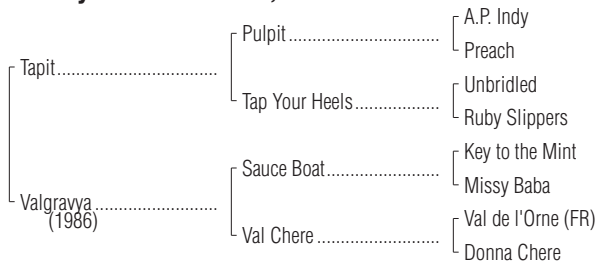 A.P. Indy
Pulpit
Preach
Tapit
Unbridled
Tap Your Heels
Ruby Slippers
Key to the Mint
Sauce Boat
Missy Baba
Valgravya
(1986)
Val de l'Orne (FR)
Val Chere
Donna Chere